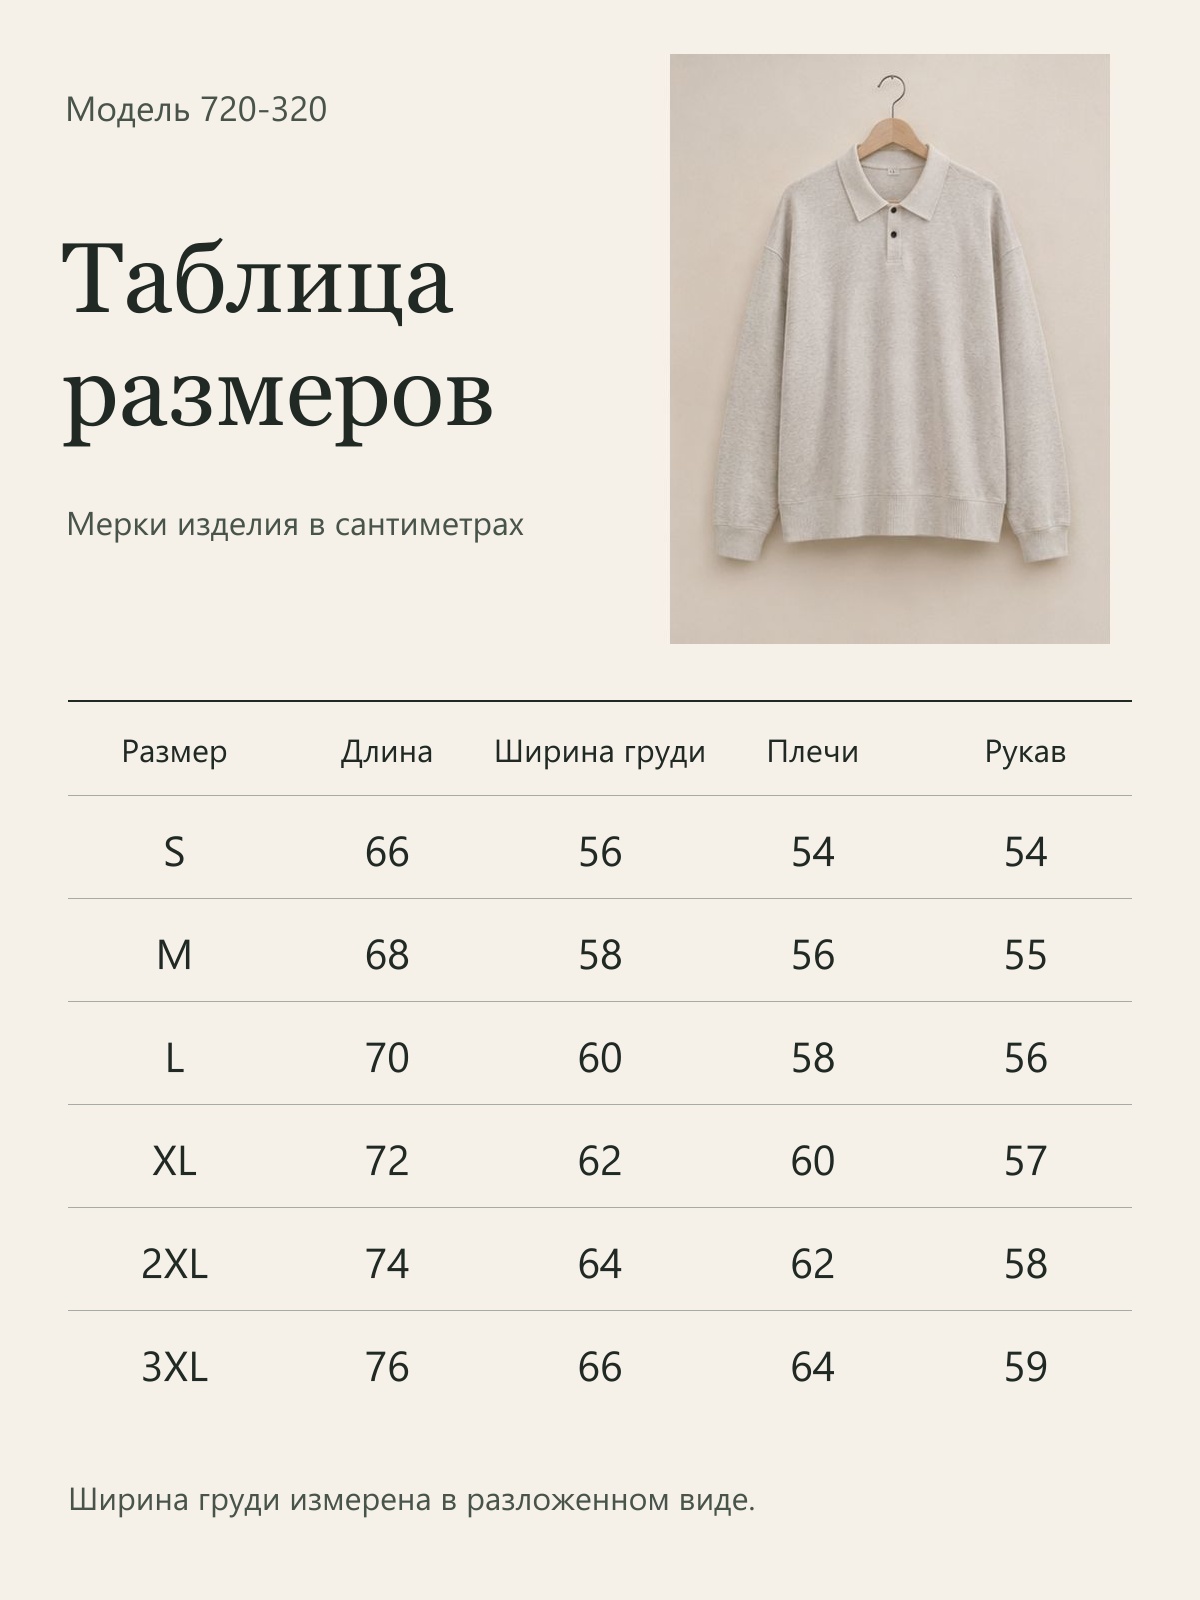 Модель 720-320
Таблица
размеров
Мерки изделия в сантиметрах
Размер Длина Ширина груди Плечи Рукав
S 66 56 54 54
M 68 58 56 55
L 70 60 58 56
XL 72 62 60 57
2XL 74 64 62 58
3XL 76 66 64 59
Ширина груди измерена в разложенном виде.